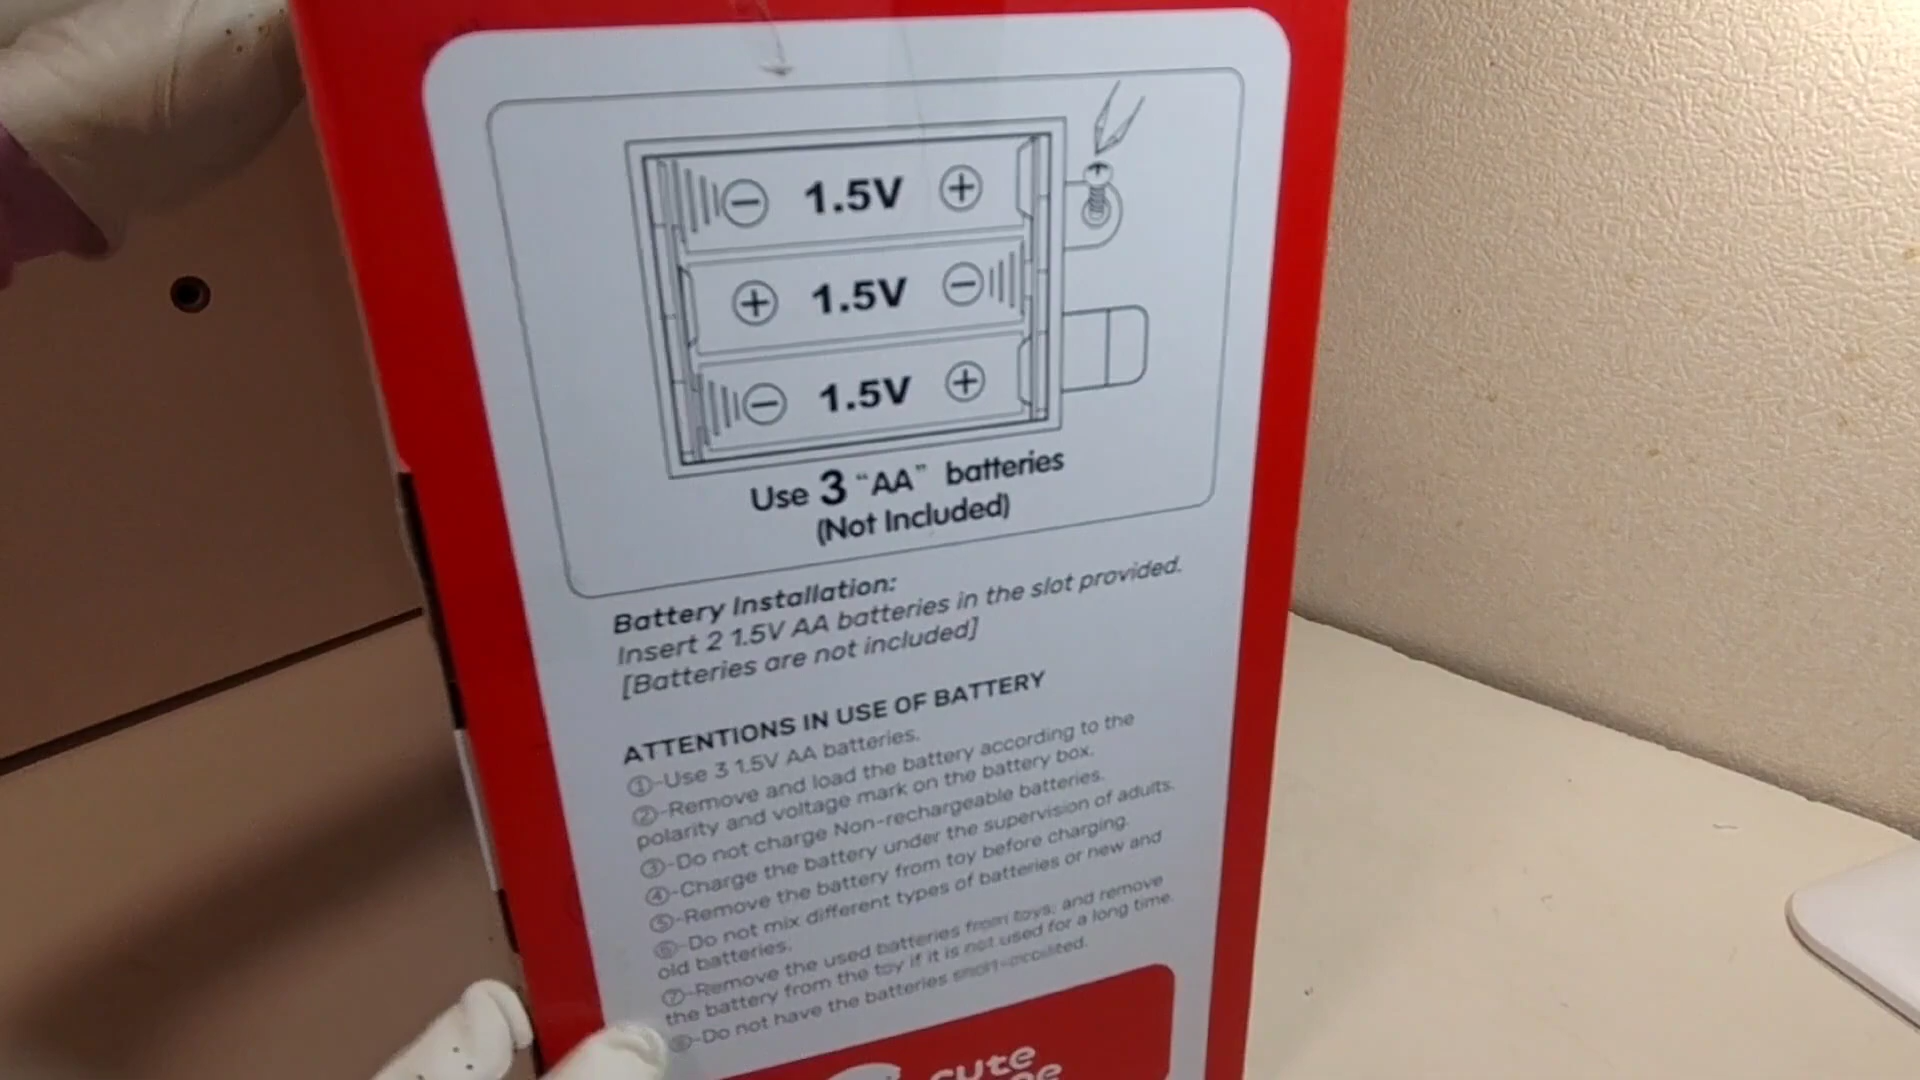 ⊖ 1.5V ⊕
⊕ 1.5V ⊖
⊖ 1.5V ⊕
Use 3 "AA" batteries
(Not Included)
Battery Installation:
Insert 2 1.5V AA batteries in the slot provided.
[Batteries are not included]
ATTENTIONS IN USE OF BATTERY
①-Use 3 1.5V AA batteries.
②-Remove and load the battery according to the
polarity and voltage mark on the battery box.
③-Do not charge Non-rechargeable batteries.
④-Charge the battery under the supervision of adults.
⑤-Remove the battery from toy before charging.
⑥-Do not mix different types of batteries or new and
old batteries.
⑦-Remove the used batteries from toys; and remove
the battery from the toy if it is not used for a long time.
⑧-Do not have the batteries
cute